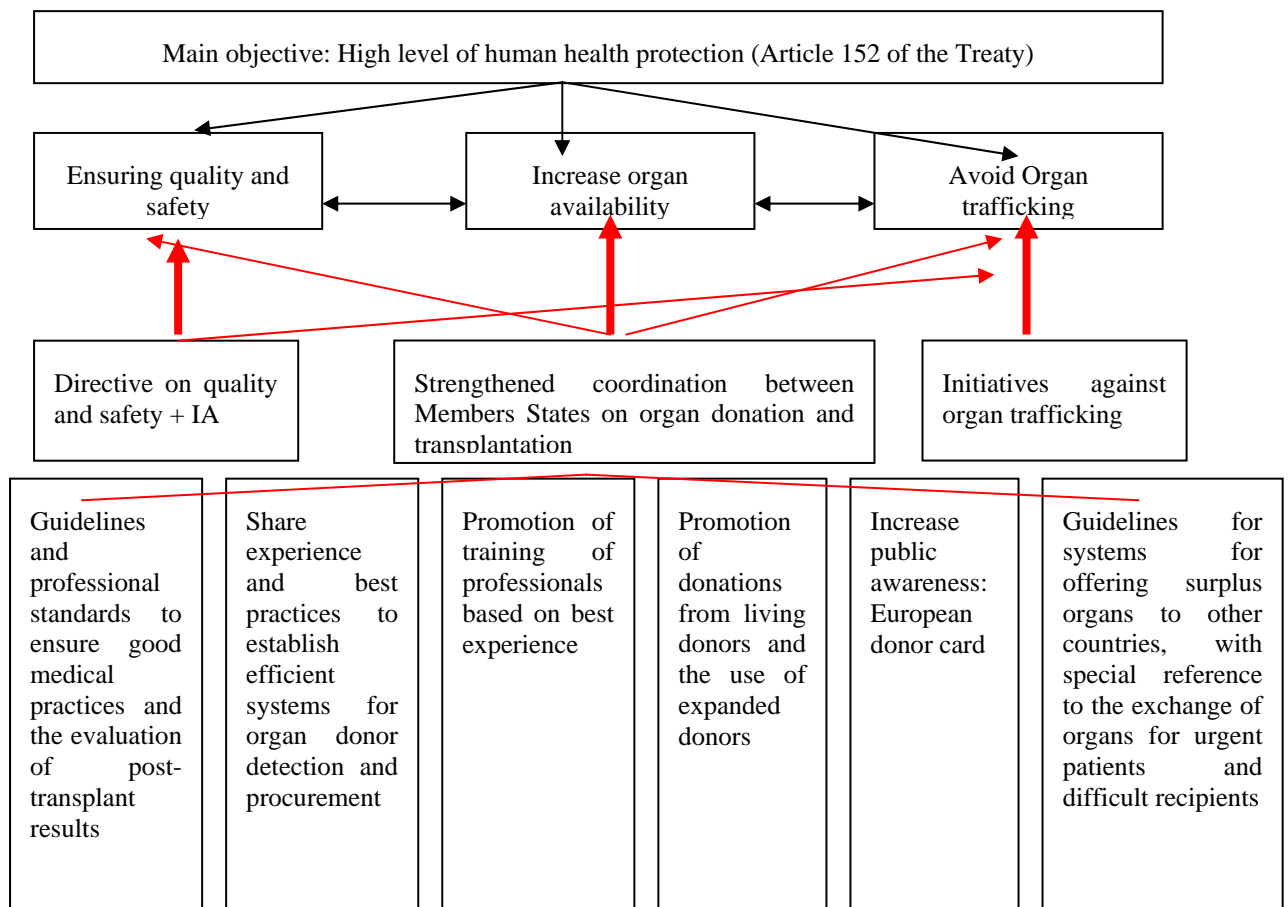 Main objective: High level of human health protection (Article 152 of the Treaty)
Ensuring quality and
safety
Increase organ
availability
Avoid Organ
trafficking
Directive on quality
and safety + IA
Strengthened coordination between
Members States on organ donation and
transplantation
Initiatives against
organ trafficking
Guidelines
and
professional
standards to
ensure good
medical
practices and
the evaluation
of post-
transplant
results
Share
experience
and best
practices to
establish
efficient
systems for
organ donor
detection and
procurement
Promotion of
training of
professionals
based on best
experience
Promotion
of
donations
from living
donors and
the use of
expanded
donors
Increase
public
awareness:
European
donor card
Guidelines for
systems for
offering surplus
organs to other
countries, with
special reference
to the exchange of
organs for urgent
patients and
difficult recipients